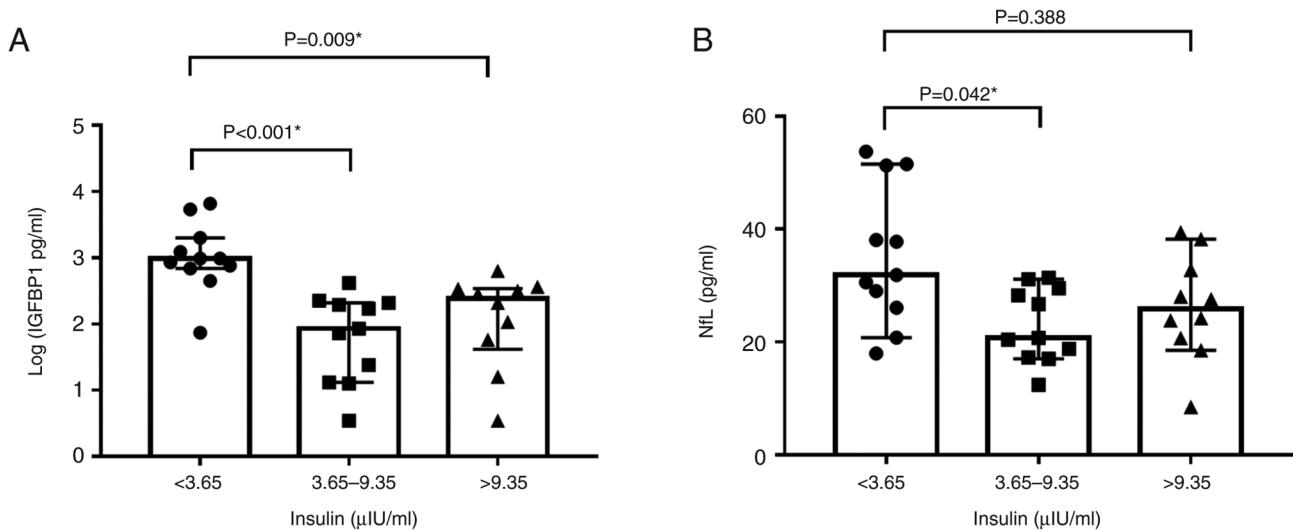 A
P=0.009*
P<0.001*
Log (IGFBP1 pg/ml)
5
4
3
2
1
0
<3.65
3.65–9.35
>9.35
Insulin (μIU/ml)
B
P=0.388
P=0.042*
NfL (pg/ml)
60
40
20
0
<3.65
3.65–9.35
>9.35
Insulin (μIU/ml)